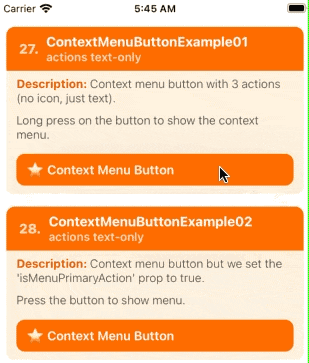 Carrier 5:45 AM
27. ContextMenuButtonExample01
actions text-only
Description: Context menu button with 3 actions
(no icon, just text).
Long press on the button to show the context
menu.
Context Menu Button
28. ContextMenuButtonExample02
actions text-only
Description: Context menu button but we set the
'isMenuPrimaryAction' prop to true.
Press the button to show menu.
Context Menu Button